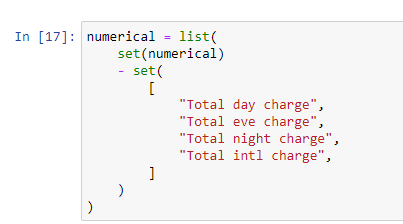 In [17]: numerical = list(
set(numerical)
- set(
[
"Total day charge",
"Total eve charge",
"Total night charge",
"Total intl charge",
]
)
)